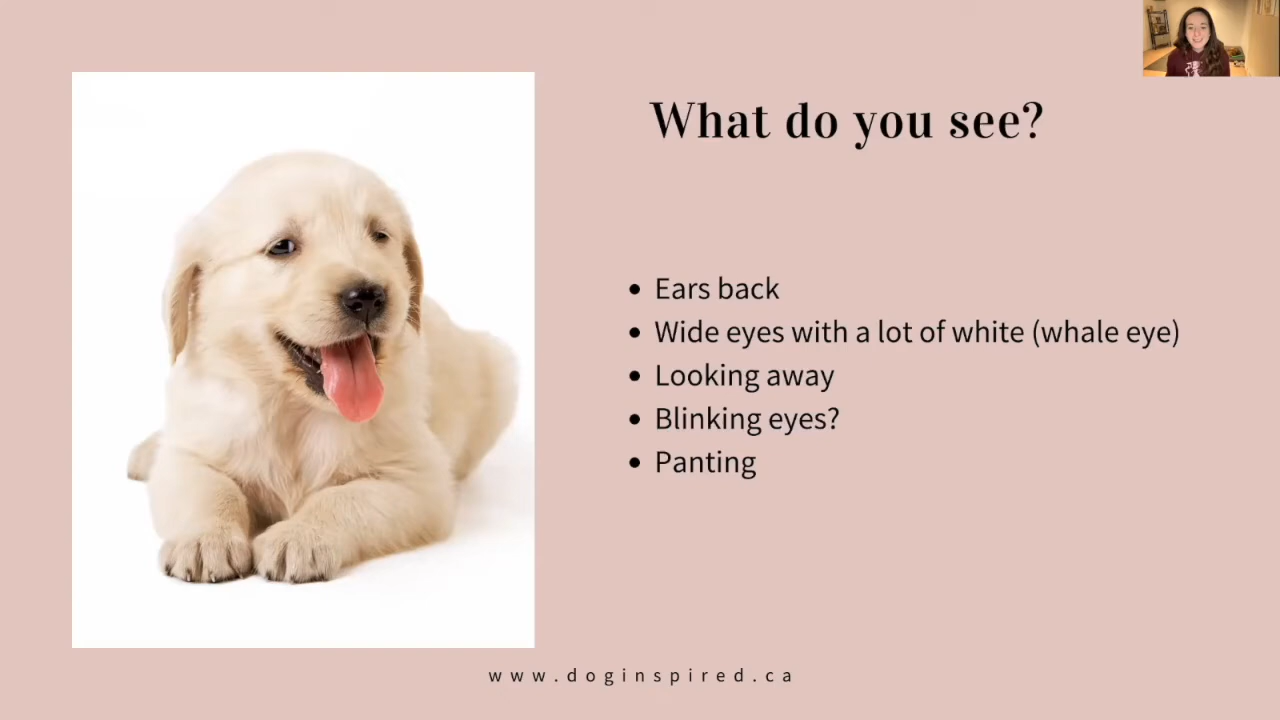 What do you see?
Ears back
Wide eyes with a lot of white (whale eye)
Looking away
Blinking eyes?
Panting
www.doginspired.ca